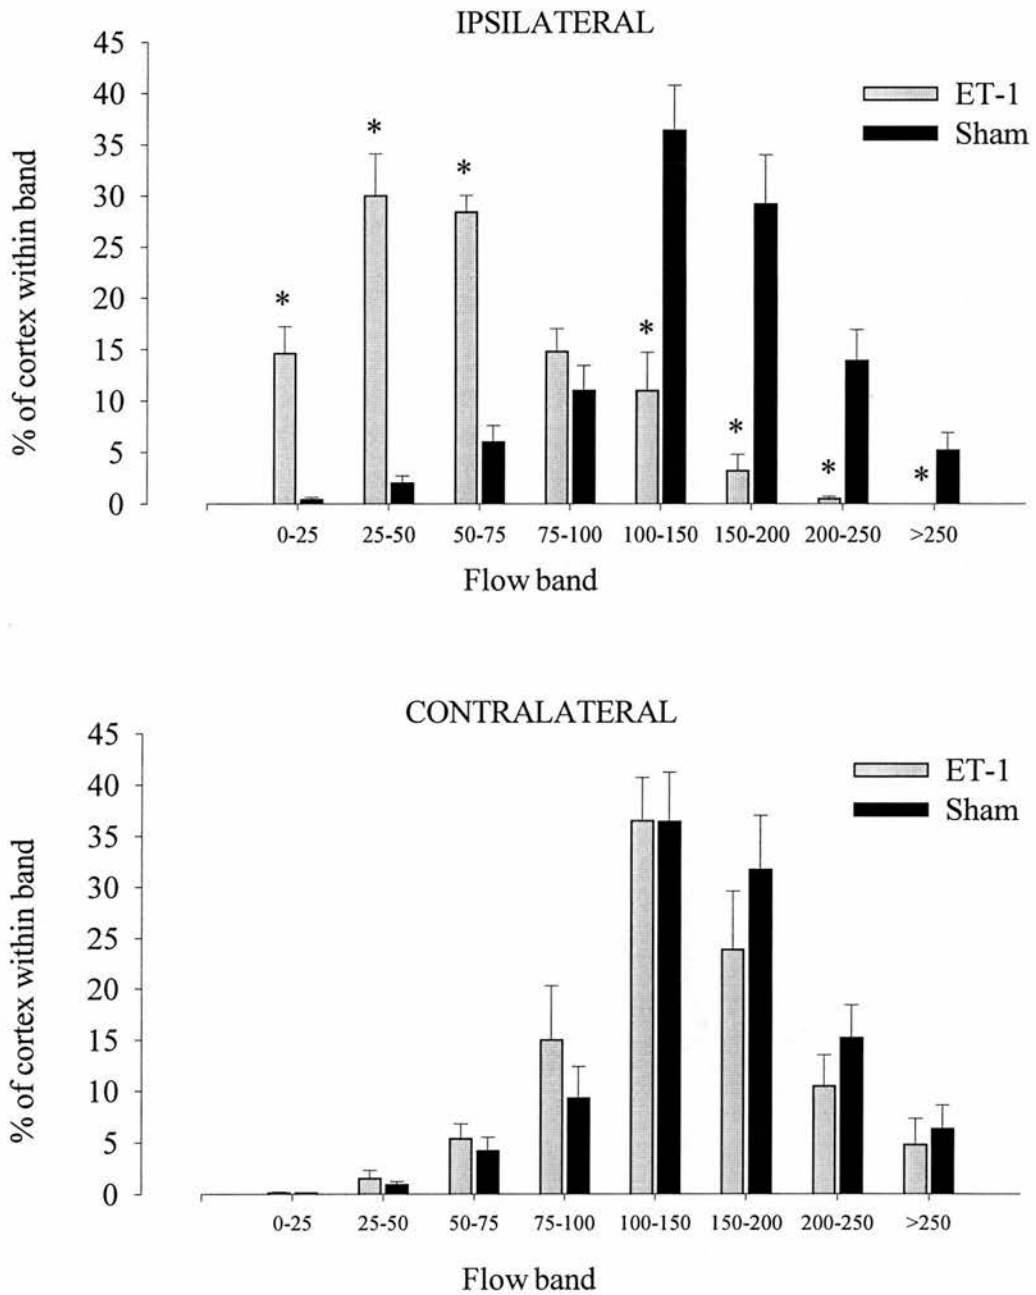 IPSILATERAL
45
40
35
30
25
20
15
10
5
0
% of cortex within band
ET-1
Sham
*
*
*
*
*
*
*
0-25 25-50 50-75 75-100 100-150 150-200 200-250 >250
Flow band
CONTRALATERAL
45
40
35
30
25
20
15
10
5
0
% of cortex within band
ET-1
Sham
0-25 25-50 50-75 75-100 100-150 150-200 200-250 >250
Flow band